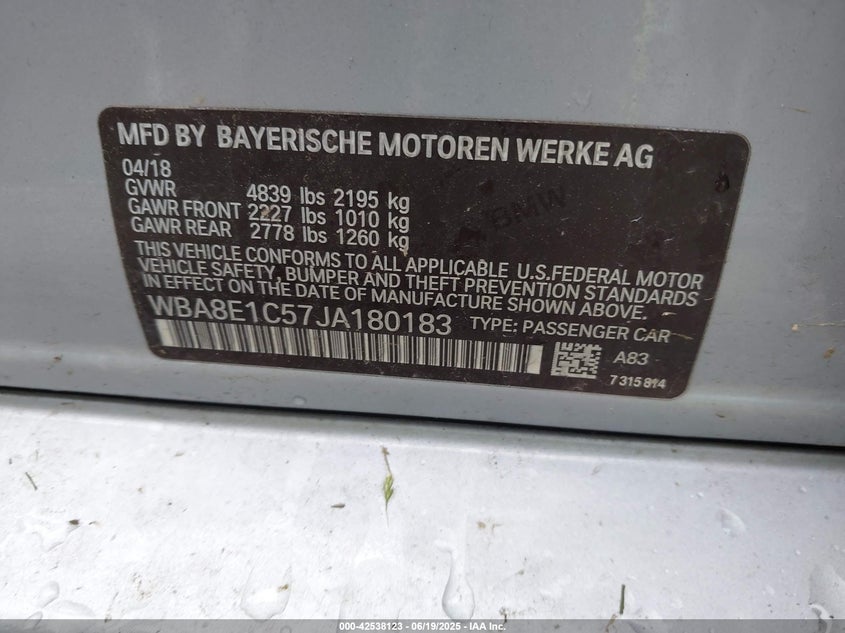 MFD BY BAYERISCHE MOTOREN WERKE AG
04/18
GVWR 4839 lbs 2195 kg
GAWR FRONT 2227 lbs 1010 kg
GAWR REAR 2778 lbs 1260 kg
THIS VEHICLE CONFORMS TO ALL APPLICABLE U.S.FEDERAL MOTOR
VEHICLE SAFETY, BUMPER AND THEFT PREVENTION STANDARDS
IN EFFECT ON THE DATE OF MANUFACTURE SHOWN ABOVE.
WBA8E1C57JA180183 TYPE: PASSENGER CAR
A83
7 315 814
BMW
000-42538123 - 06/19/2025 - IAA Inc.